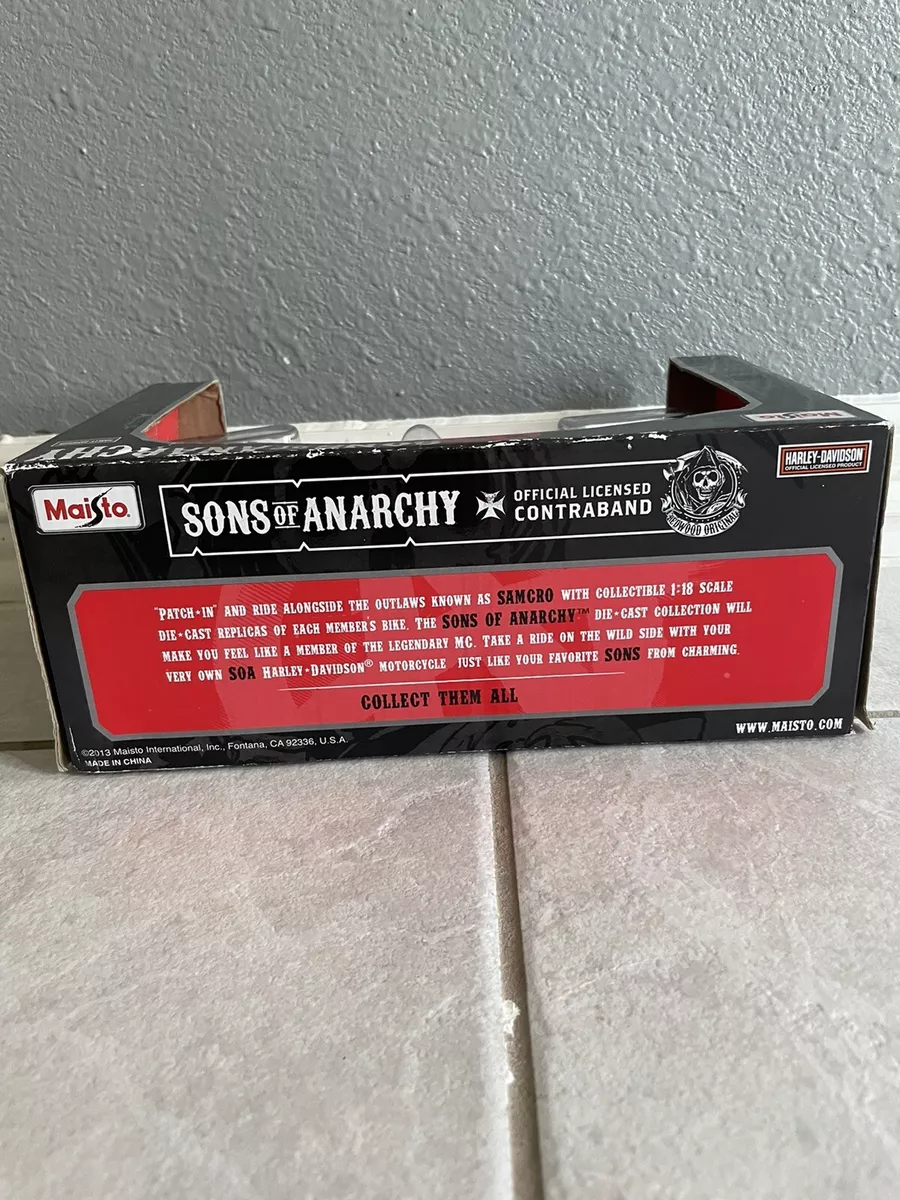 ANARCHY
Maisto
HARLEY-DAVIDSON
OFFICIAL LICENSED PRODUCT
Maisto
SONS OF ANARCHY
OFFICIAL LICENSED
CONTRABAND
REDWOOD ORIGINAL
"PATCH*IN" AND RIDE ALONGSIDE THE OUTLAWS KNOWN AS SAMCRO WITH COLLECTIBLE 1:18 SCALE
DIE*CAST REPLICAS OF EACH MEMBER'S BIKE. THE SONS OF ANARCHY™ DIE*CAST COLLECTION WILL
MAKE YOU FEEL LIKE A MEMBER OF THE LEGENDARY MC. TAKE A RIDE ON THE WILD SIDE WITH YOUR
VERY OWN SOA HARLEY*DAVIDSON® MOTORCYCLE JUST LIKE YOUR FAVORITE SONS FROM CHARMING.
COLLECT THEM ALL
WWW.MAISTO.COM
©2013 Maisto International, Inc., Fontana, CA 92336, U.S.A.
MADE IN CHINA